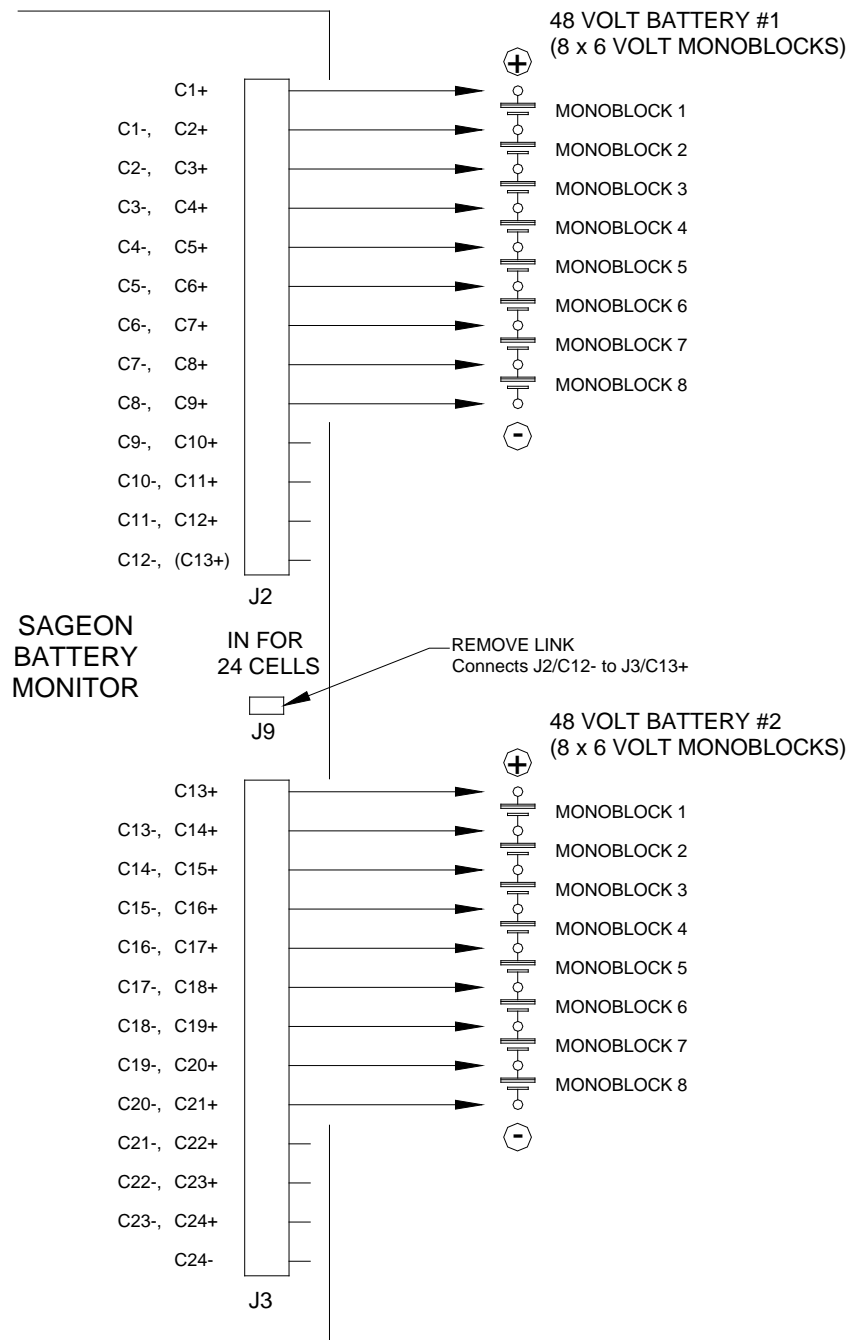 48 VOLT BATTERY #1
(8 x 6 VOLT MONOBLOCKS)
+
C1+
MONOBLOCK 1
C1-, C2+
MONOBLOCK 2
C2-, C3+
MONOBLOCK 3
C3-, C4+
MONOBLOCK 4
C4-, C5+
MONOBLOCK 5
C5-, C6+
MONOBLOCK 6
C6-, C7+
MONOBLOCK 7
C7-, C8+
MONOBLOCK 8
C8-, C9+
-
C9-, C10+
C10-, C11+
C11-, C12+
C12-, (C13+)
J2
SAGEON
BATTERY
MONITOR
IN FOR
24 CELLS
REMOVE LINK
Connects J2/C12- to J3/C13+
J9
48 VOLT BATTERY #2
(8 x 6 VOLT MONOBLOCKS)
+
C13+
MONOBLOCK 1
C13-, C14+
MONOBLOCK 2
C14-, C15+
MONOBLOCK 3
C15-, C16+
MONOBLOCK 4
C16-, C17+
MONOBLOCK 5
C17-, C18+
MONOBLOCK 6
C18-, C19+
MONOBLOCK 7
C19-, C20+
MONOBLOCK 8
C20-, C21+
-
C21-, C22+
C22-, C23+
C23-, C24+
C24-
J3